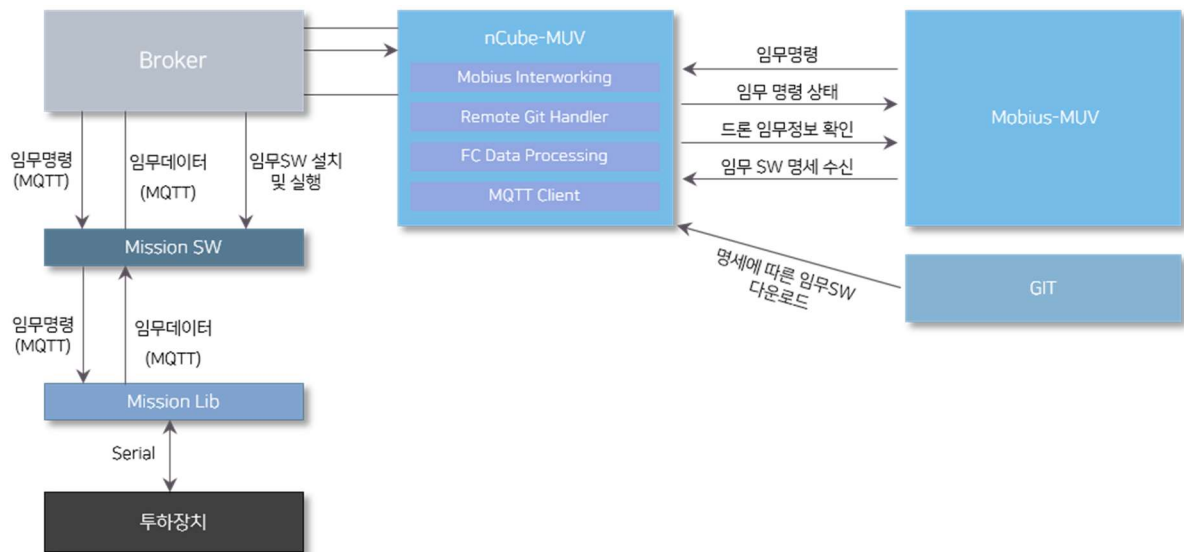 Broker
nCube-MUV
Mobius Interworking
Remote Git Handler
FC Data Processing
MQTT Client
임무명령
임무 명령 상태
드론 임무정보 확인
임무 SW 명세 수신
Mobius-MUV
임무명령
(MQTT)
임무데이터
(MQTT)
임무SW 설치
및 실행
Mission SW
명세에 따른 임무SW
다운로드
GIT
임무명령
(MQTT)
임무데이터
(MQTT)
Mission Lib
Serial
투하장치